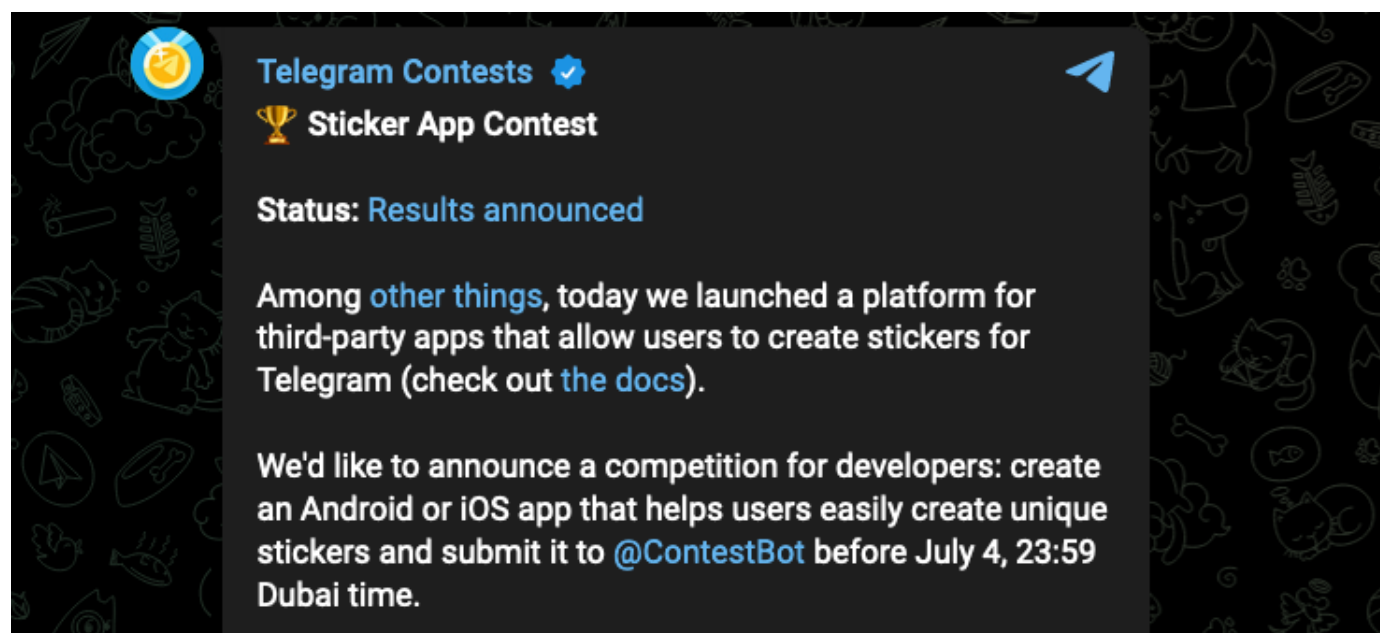 Telegram Contests
🏆 Sticker App Contest
Status: Results announced
Among other things, today we launched a platform for
third-party apps that allow users to create stickers for
Telegram (check out the docs).
We'd like to announce a competition for developers: create
an Android or iOS app that helps users easily create unique
stickers and submit it to @ContestBot before July 4, 23:59
Dubai time.